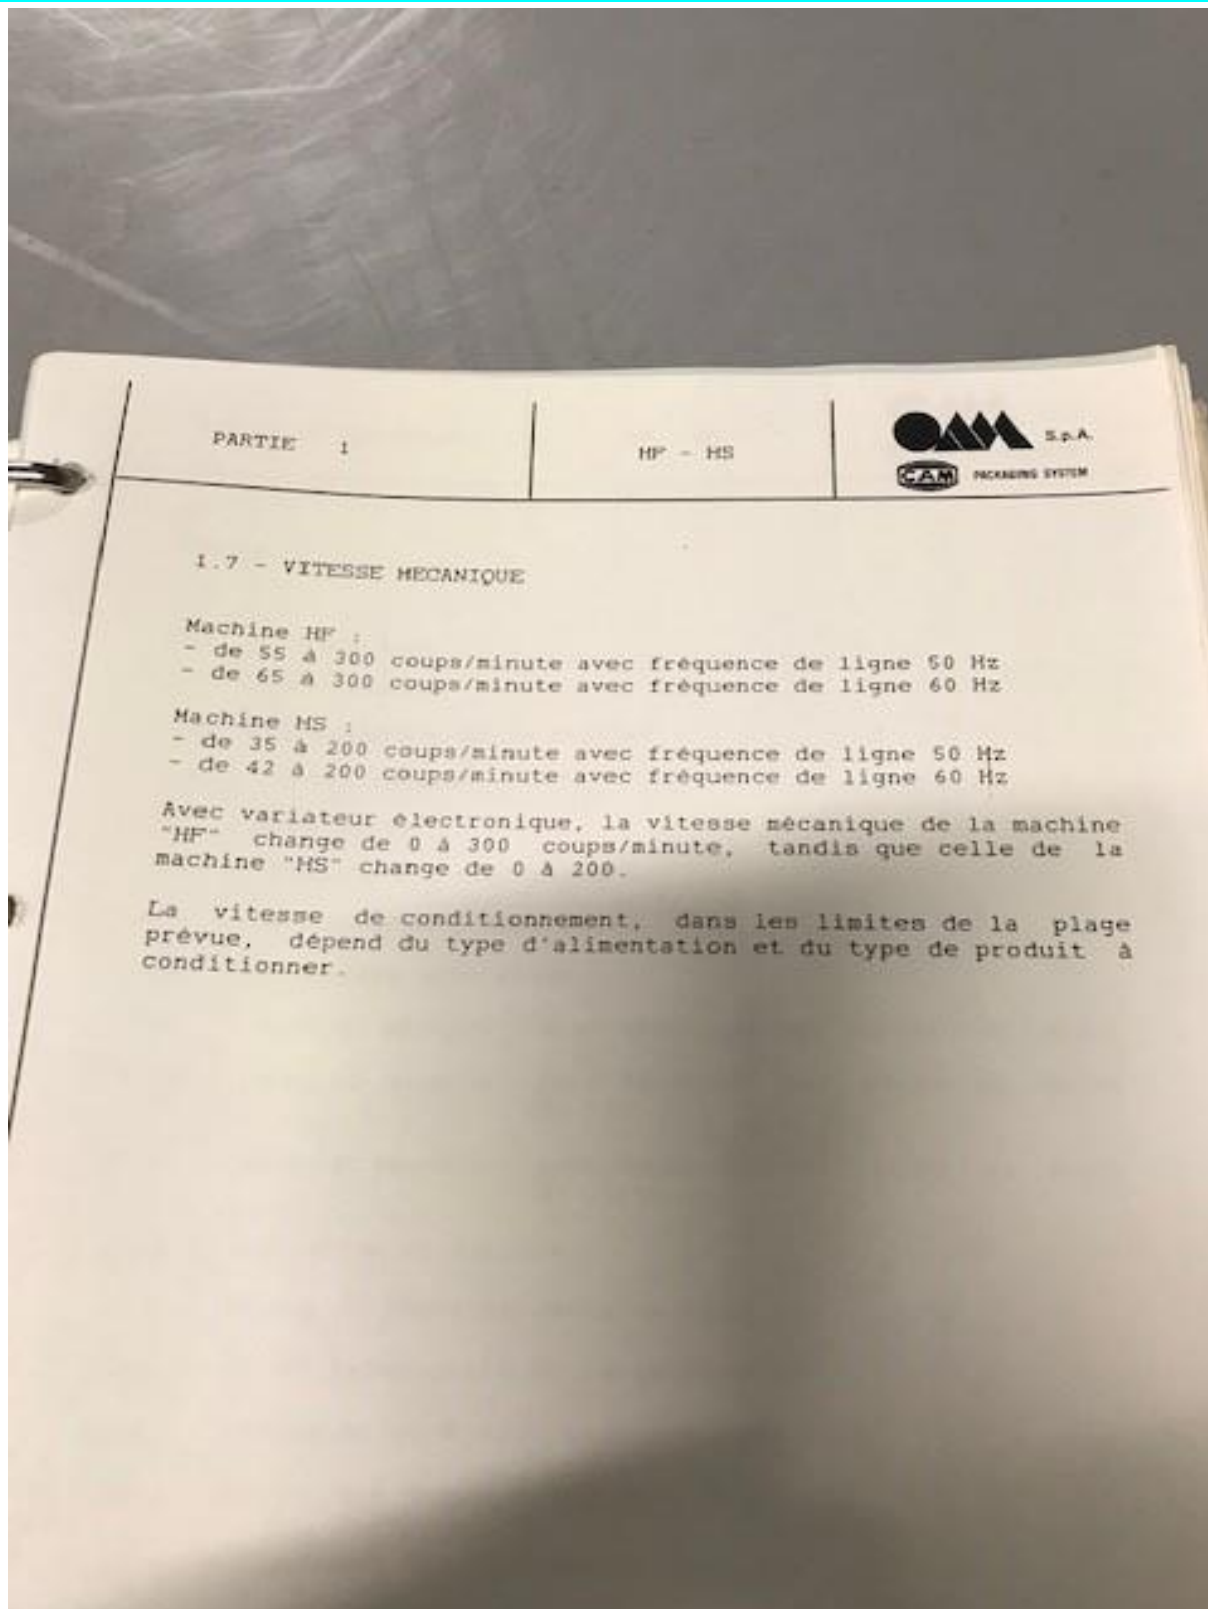 PARTIE 1
HF - HS
OAM S.p.A.
CAM PACKAGING SYSTEM
1.7 - VITESSE MECANIQUE
Machine HF :
- de 55 à 300 coups/minute avec fréquence de ligne 50 Hz
- de 65 à 300 coups/minute avec fréquence de ligne 60 Hz
Machine HS :
- de 35 à 200 coups/minute avec fréquence de ligne 50 Hz
- de 42 à 200 coups/minute avec fréquence de ligne 60 Hz
Avec variateur électronique, la vitesse mécanique de la machine
"HF" change de 0 à 300 coups/minute, tandis que celle de la
machine "HS" change de 0 à 200.
La vitesse de conditionnement, dans les limites de la plage
prévue, dépend du type d'alimentation et du type de produit à
conditionner.